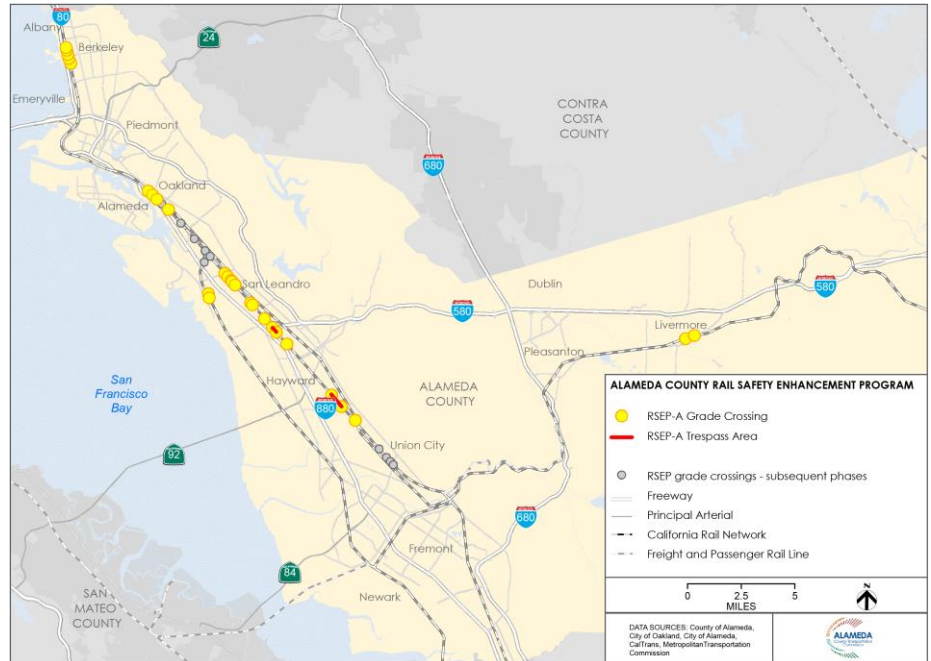 80
Albany
Berkeley
24
Emeryville
CONTRA
COSTA
COUNTY
Piedmont
680
Oakland
Alameda
San Leandro
Dublin
580
580
Livermore
Pleasanton
San
Francisco
Bay
Hayward
ALAMEDA
COUNTY
880
92
Union City
680
Fremont
84
Newark
SAN
MATEO
COUNTY
ALAMEDA COUNTY RAIL SAFETY ENHANCEMENT PROGRAM
RSEP-A Grade Crossing
RSEP-A Trespass Area
RSEP grade crossings - subsequent phases
Freeway
Principal Arterial
California Rail Network
Freight and Passenger Rail Line
0 2.5 5
MILES
N
DATA SOURCES: County of Alameda,
City of Oakland, City of Alameda,
CalTrans, MetropolitanTransportation
Commission
ALAMEDA